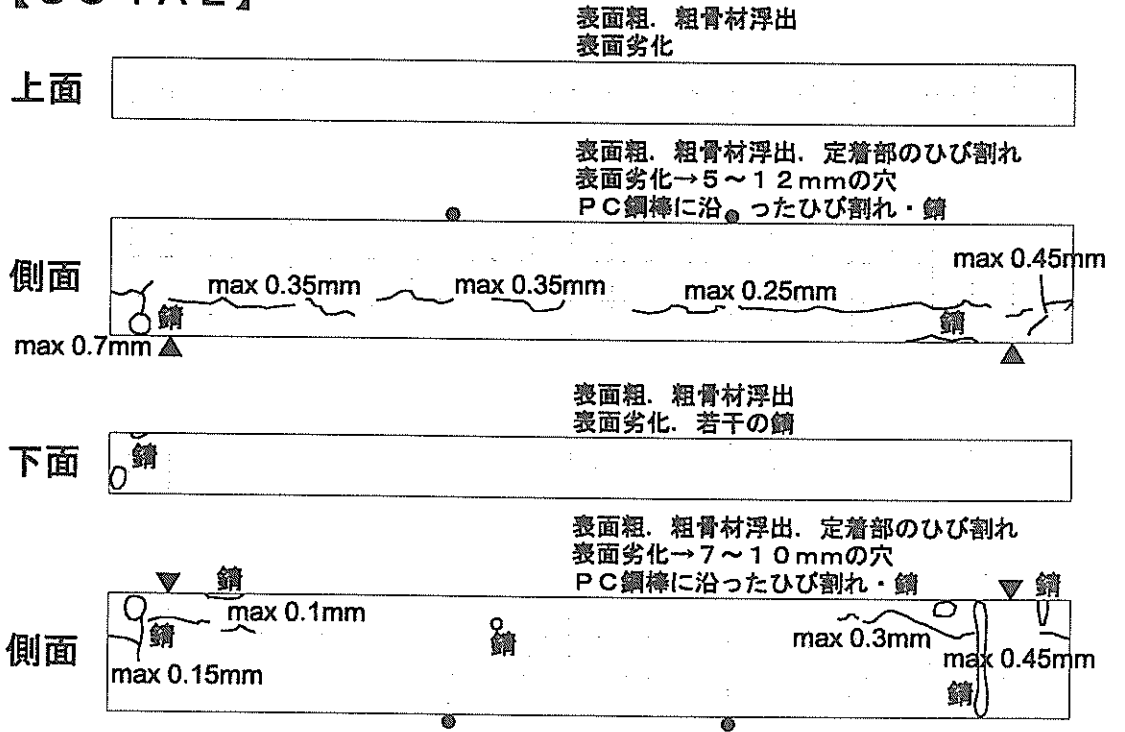 表面粗．粗骨材浮出
表面劣化
上面
表面粗．粗骨材浮出．定着部のひび割れ
表面劣化→5～12mmの穴
PC鋼棒に沿ったひび割れ・錆
側面
max 0.35mm
max 0.35mm
max 0.25mm
max 0.45mm
錆
錆
max 0.7mm
表面粗．粗骨材浮出
表面劣化．若干の錆
下面
錆
表面粗．粗骨材浮出．定着部のひび割れ
表面劣化→7～10mmの穴
PC鋼棒に沿ったひび割れ・錆
錆
錆
側面
max 0.1mm
錆
錆
max 0.3mm
max 0.45mm
max 0.15mm
錆